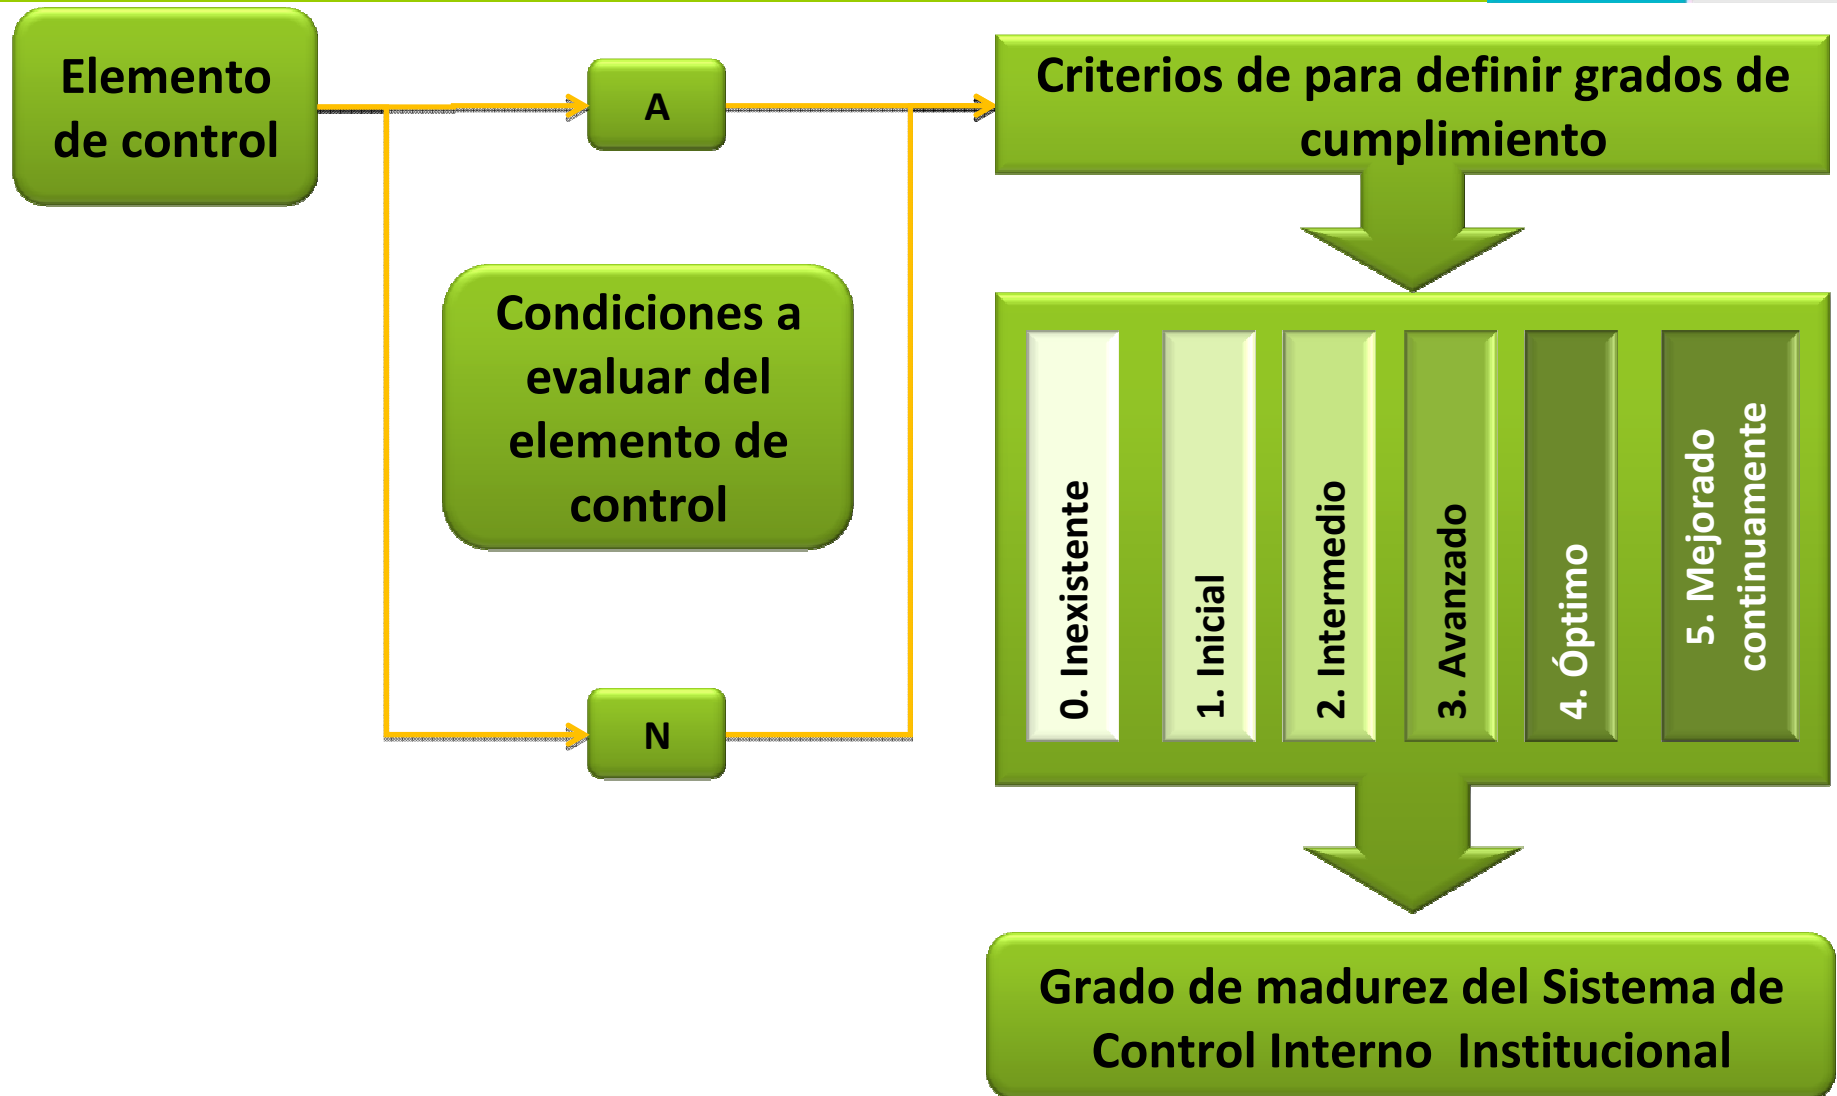 Elemento
de control
A
Criterios de para definir grados de
cumplimiento
Condiciones a
evaluar del
elemento de
control
N
0. Inexistente
1. Inicial
2. Intermedio
3. Avanzado
4. Óptimo
5. Mejorado
continuamente
Grado de madurez del Sistema de
Control Interno  Institucional